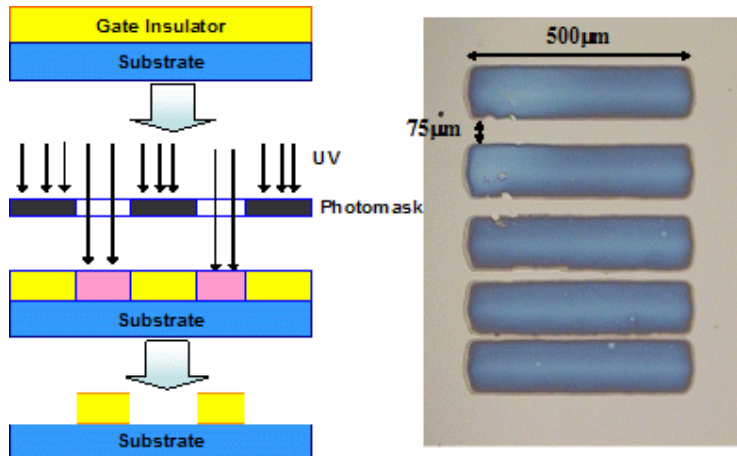 Gate Insulator
Substrate
UV
Photomask
Substrate
Substrate
500µm
75µm